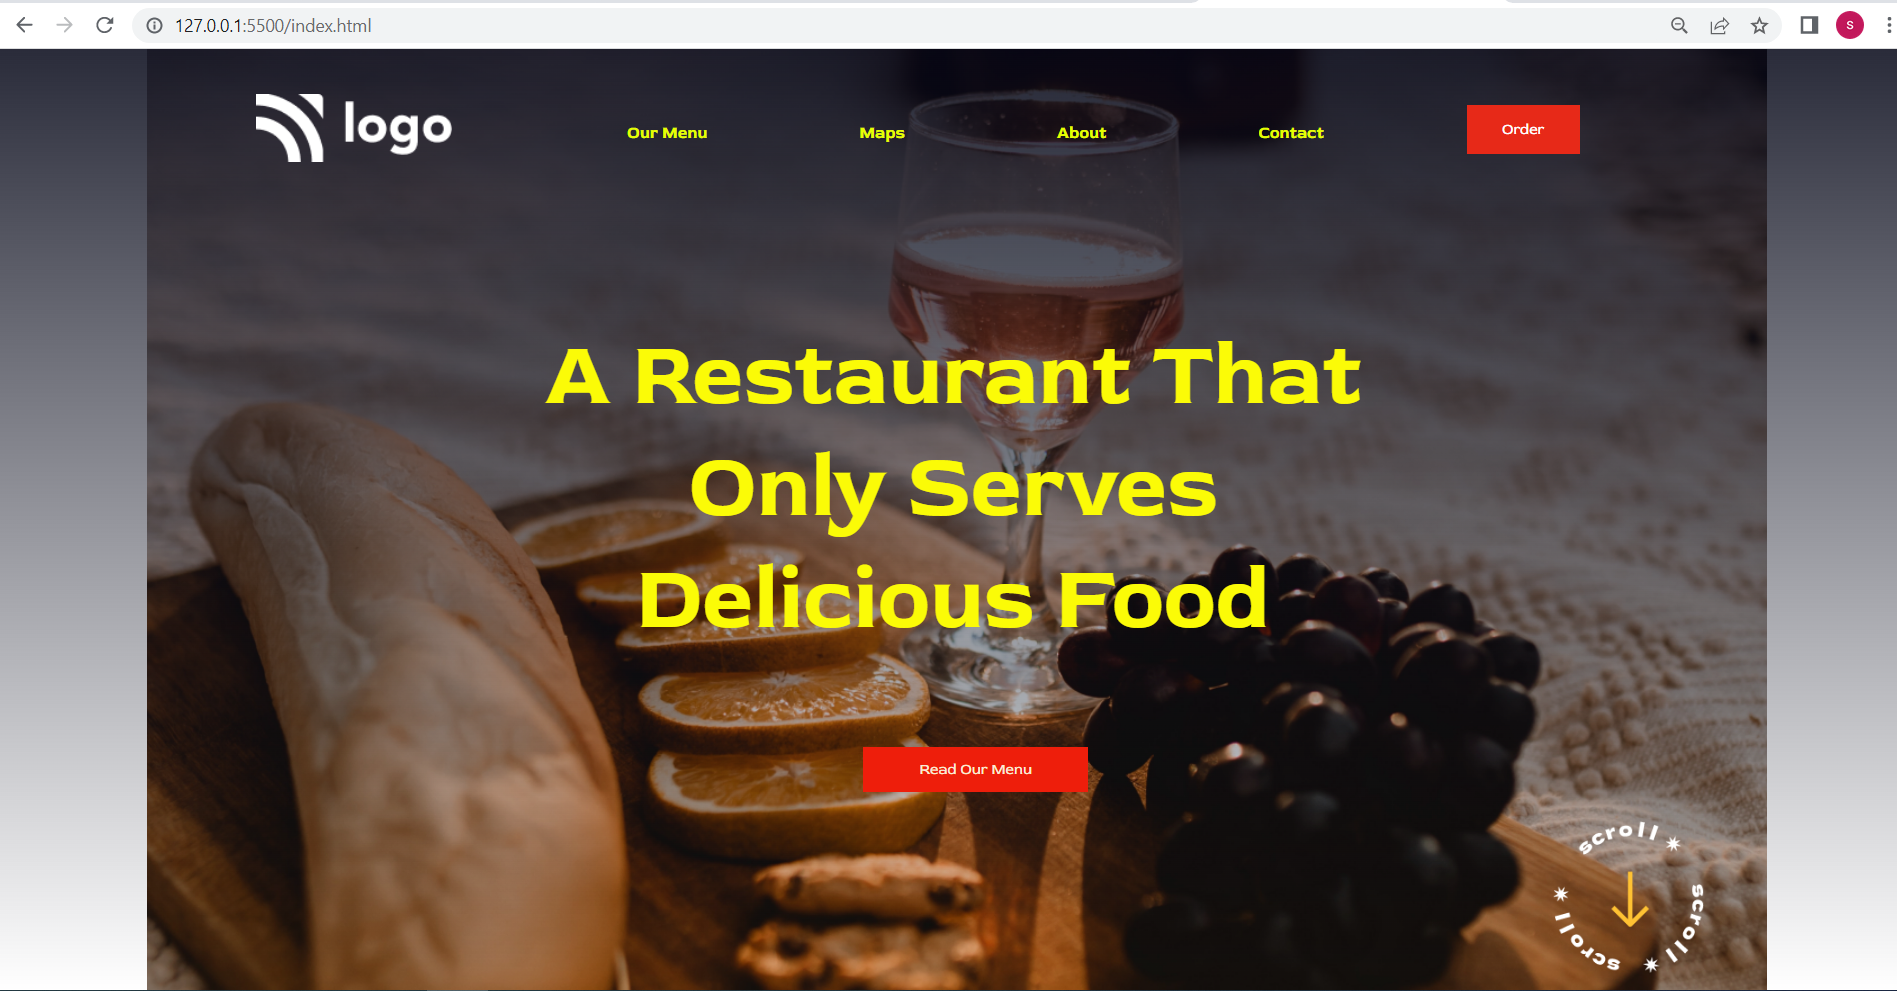 127.0.0.1:5500/index.html
S
logo
Our Menu
Maps
About
Contact
Order
A Restaurant That
Only Serves
Delicious Food
Read Our Menu
scroll
scroll
scroll